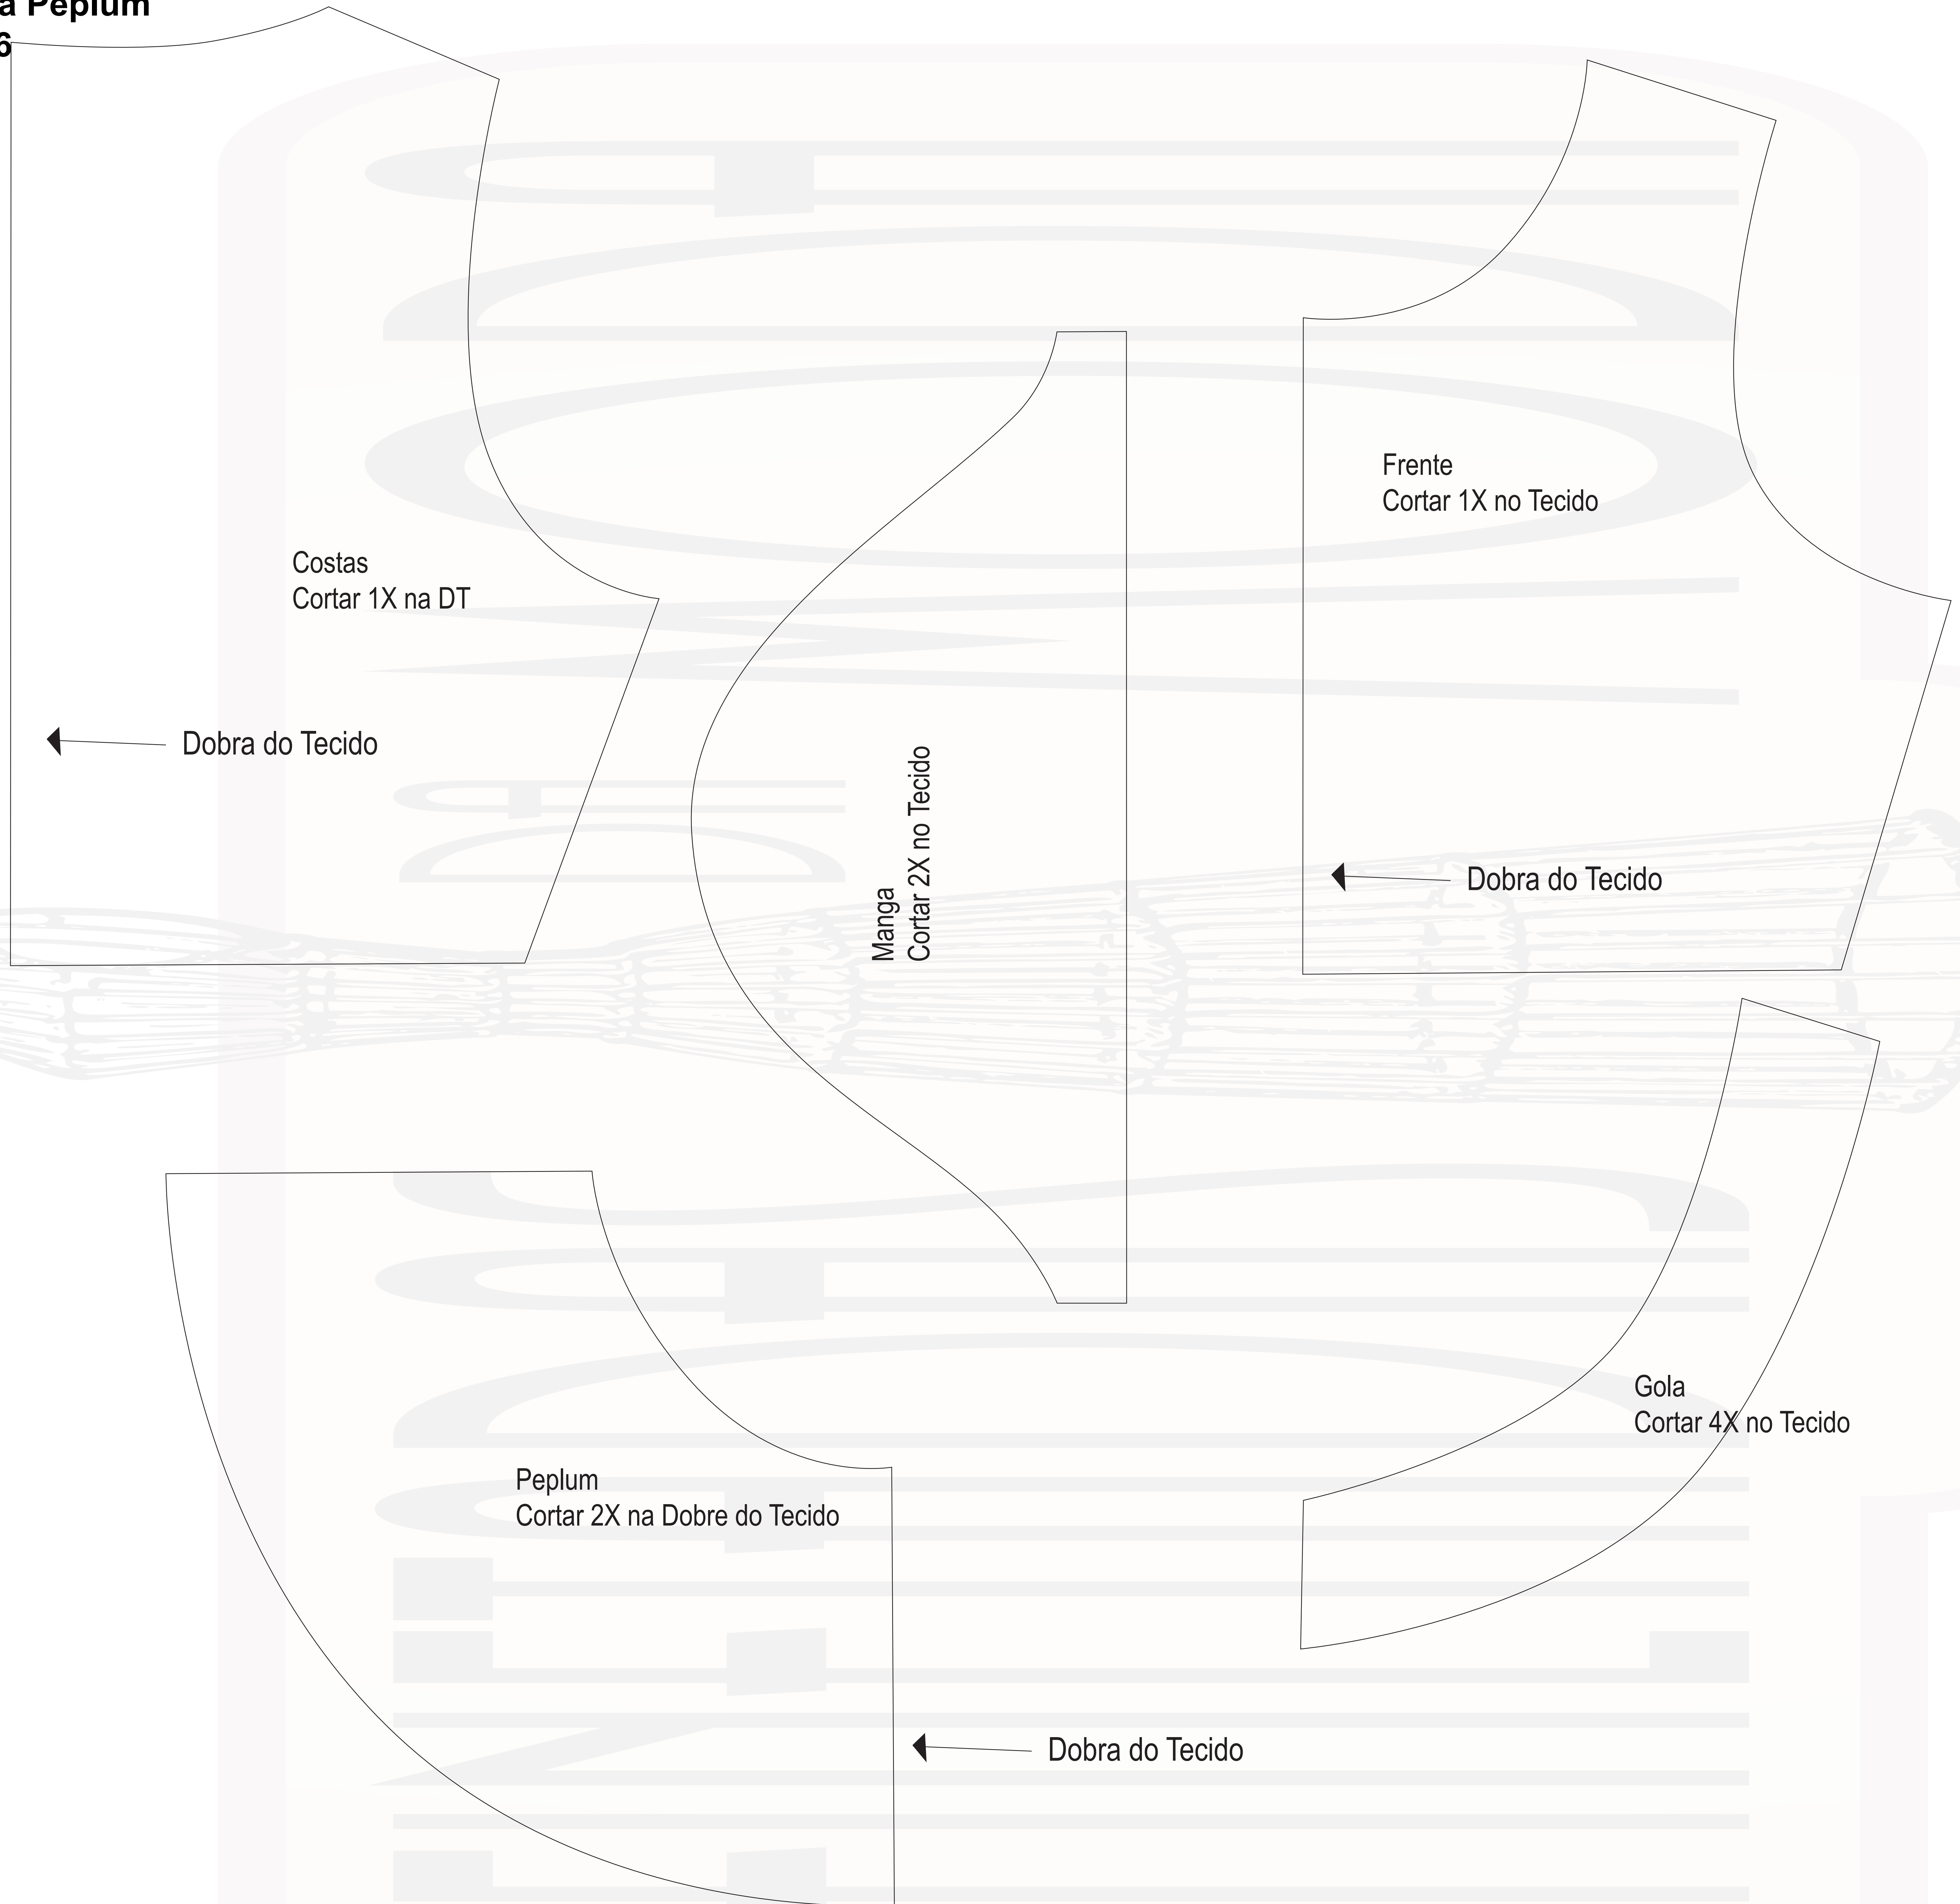 a Peplum
6
Costas
Cortar 1X na DT
Dobra do Tecido
Manga
Cortar 2X no Tecido
Frente
Cortar 1X no Tecido
Dobra do Tecido
Gola
Cortar 4X no Tecido
Peplum
Cortar 2X na Dobre do Tecido
Dobra do Tecido